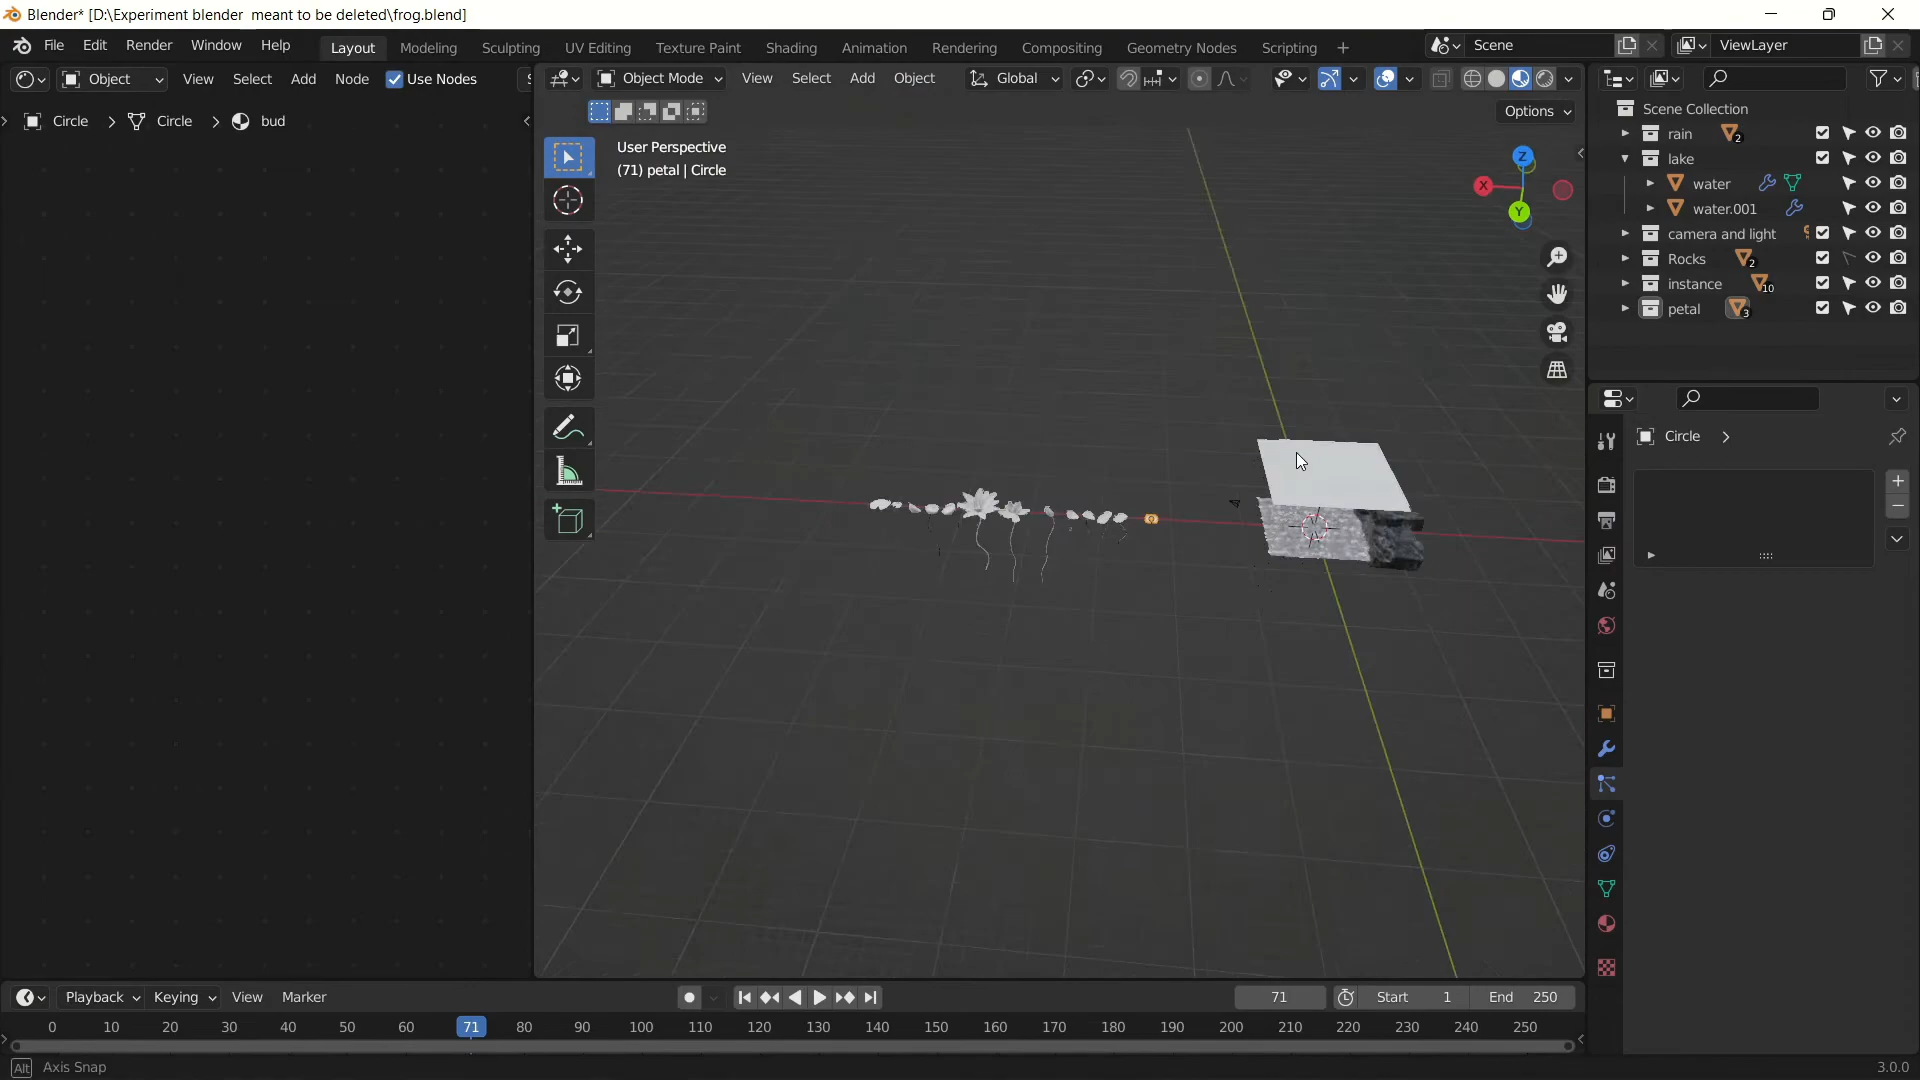 Blender* [D:\Experiment blender  meant to be deleted\frog.blend]
File Edit Render Window Help Layout Modeling Sculpting UV Editing Texture Paint Shading Animation Rendering Compositing Geometry Nodes Scripting + Scene ViewLayer
Object View Select Add Node Use Nodes Object Mode View Select Add Object Global
Options
Circle > Circle > bud
User Perspective
(71) petal | Circle
Z
X
Y
Scene Collection
rain 2
lake
water
water.001
camera and light
Rocks 2
instance 10
petal 3
Circle
Playback Keying View Marker 71 Start 1 End 250
0 10 20 30 40 50 60 71 80 90 100 110 120 130 140 150 160 170 180 190 200 210 220 230 240 250
Alt Axis Snap 3.0.0